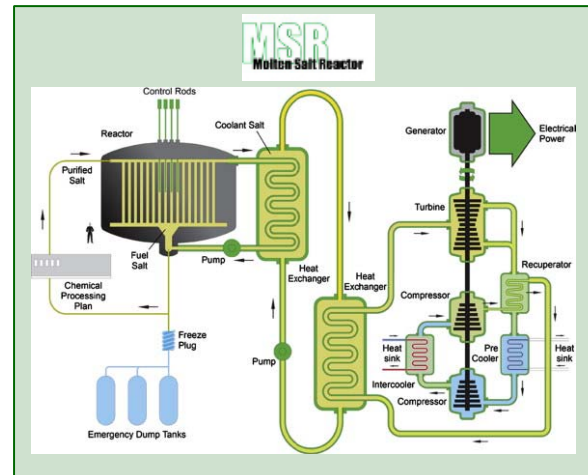 MSR
Molten Salt Reactor
Control Rods
Reactor
Coolant Salt
Purified Salt
Fuel
Salt
Pump
Chemical
Processing
Plan
Freeze
Plug
Emergency Dump Tanks
Heat
Exchanger
Pump
Heat
Exchanger
Generator
Electrical
Power
Turbine
Recuperator
Compressor
Heat
sink
Pre
Cooler
Heat
sink
Intercooler
Compressor